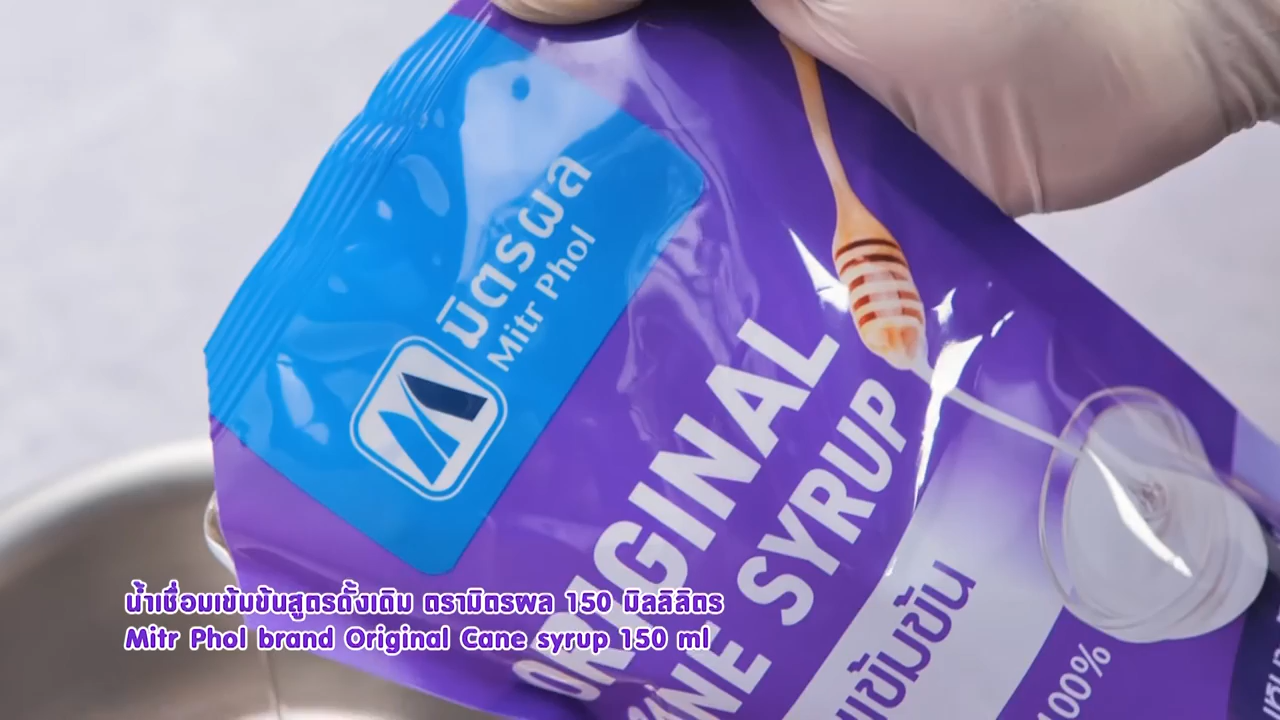 มิตรผล
Mitr Phol
ORIGINAL
CANE SYRUP
เข้มข้น
100%
น้ำเชื่อมเข้มข้นสูตรดั้งเดิม ตรามิตรผล 150 มิลลิลิตร
Mitr Phol brand Original Cane syrup 150 ml